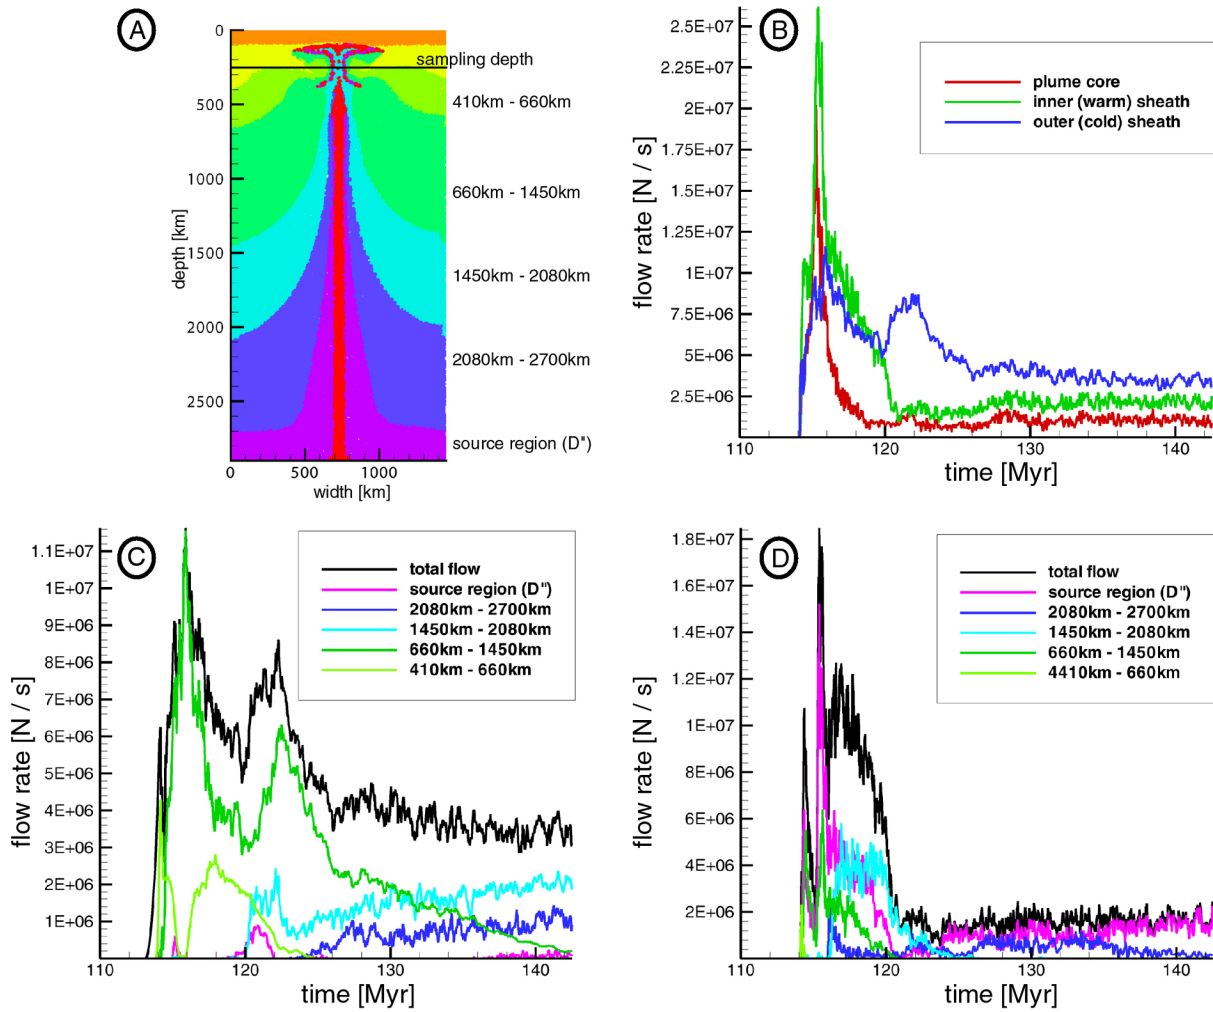 A
0
500
1000
1500
2000
2500
depth [km]
0
500
1000
width [km]
sampling depth
410km - 660km
660km - 1450km
1450km - 2080km
2080km - 2700km
source region (D")
B
2.5E+07
2.25E+07
2E+07
1.75E+07
1.5E+07
1.25E+07
1E+07
7.5E+06
5E+06
2.5E+06
flow rate [N / s]
110
120
130
140
time [Myr]
plume core
inner (warm) sheath
outer (cold) sheath
C
1.1E+07
1E+07
9E+06
8E+06
7E+06
6E+06
5E+06
4E+06
3E+06
2E+06
1E+06
flow rate [N / s]
110
120
130
140
time [Myr]
total flow
source region (D")
2080km - 2700km
1450km - 2080km
660km - 1450km
410km - 660km
D
1.8E+07
1.6E+07
1.4E+07
1.2E+07
1E+07
8E+06
6E+06
4E+06
2E+06
flow rate [N / s]
110
120
130
140
time [Myr]
total flow
source region (D")
2080km - 2700km
1450km - 2080km
660km - 1450km
4410km - 660km